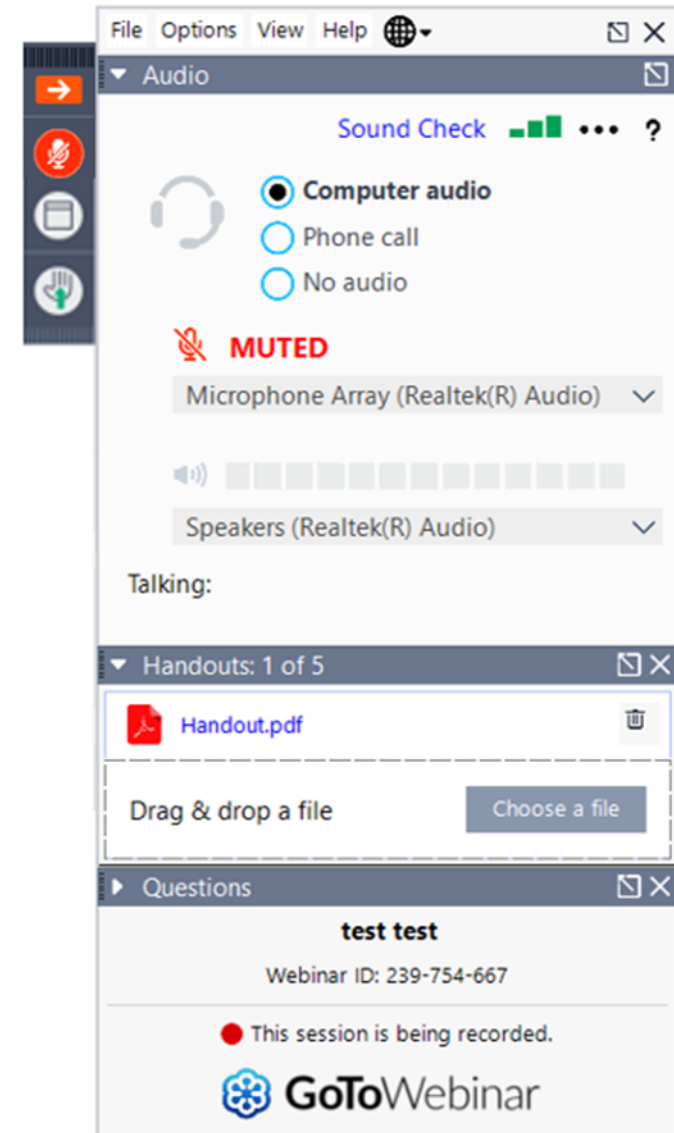 File Options View Help
Audio
Sound Check ?
Computer audio
Phone call
No audio
MUTED
Microphone Array (Realtek(R) Audio)
Speakers (Realtek(R) Audio)
Talking:
Handouts: 1 of 5
Handout.pdf
Drag & drop a file Choose a file
Questions
test test
Webinar ID: 239-754-667
This session is being recorded.
GoToWebinar